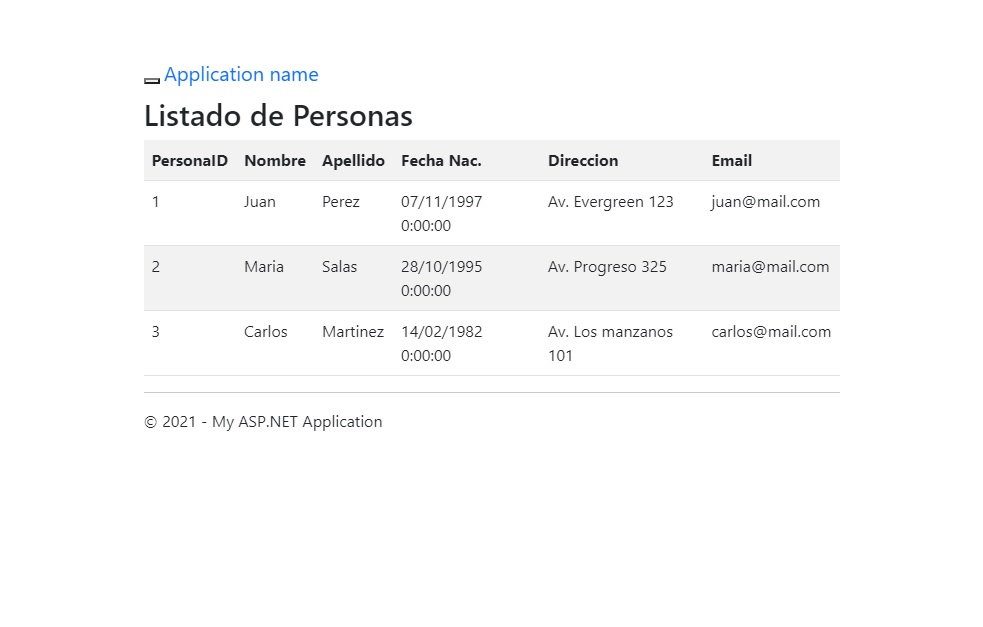 Application name
Listado de Personas
PersonaID Nombre Apellido Fecha Nac. Direccion Email
1 Juan Perez 07/11/1997 Av. Evergreen 123 juan@mail.com
0:00:00
2 Maria Salas 28/10/1995 Av. Progreso 325 maria@mail.com
0:00:00
3 Carlos Martinez 14/02/1982 Av. Los manzanos carlos@mail.com
0:00:00 101
© 2021 - My ASP.NET Application